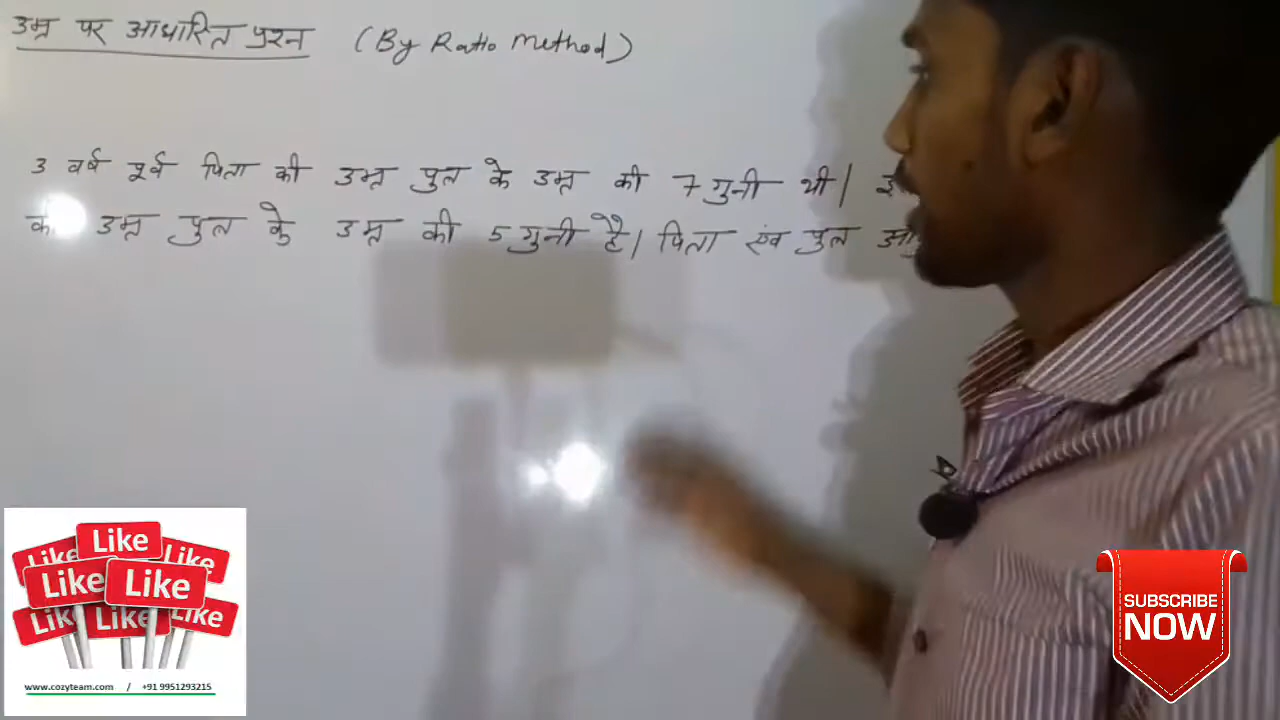 उम्र पर आधारित प्रश्न (By Ratio Method)
3 वर्ष पूर्व पिता की उम्र पुत्र के उम्र की 7 गुनी थी।
उम्र पुत्र के उम्र की 5 गुनी है। पिता एंव पुत्र
Like
Like
Like
Like
Like
Like
Like
Like
www.cozyteam.com / +91 9951293215
SUBSCRIBE
NOW